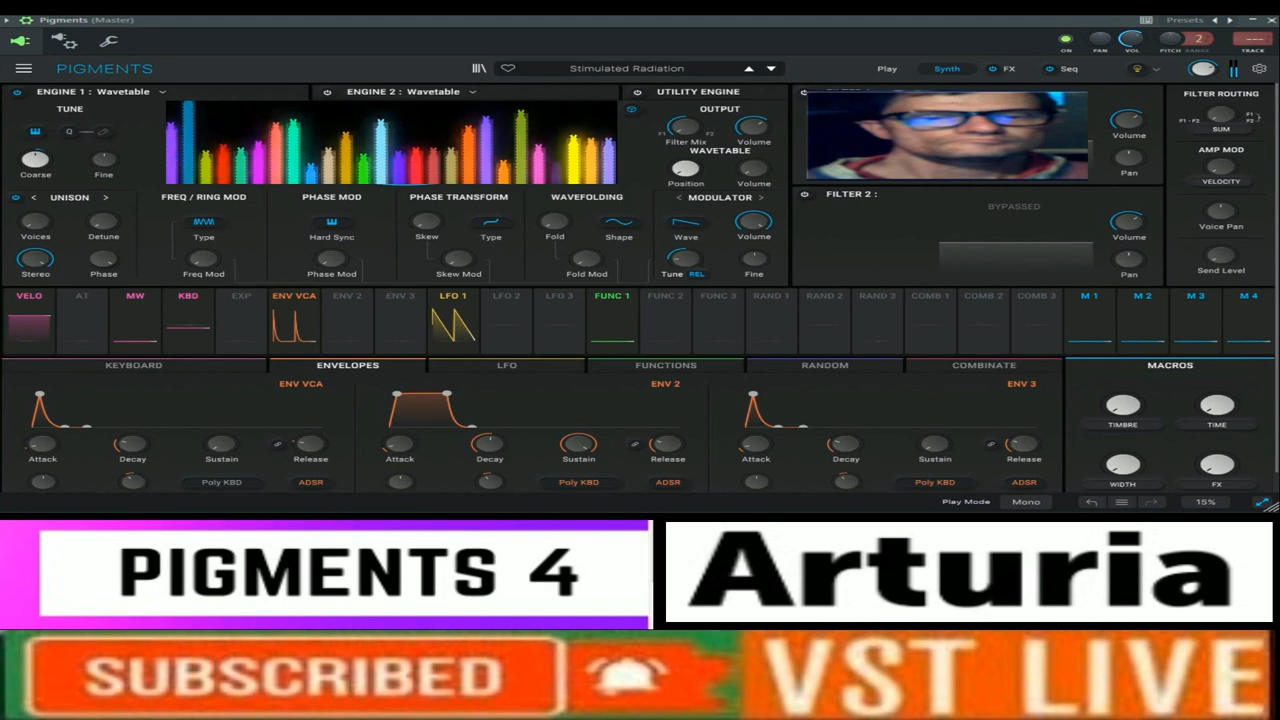 Pigments (Master)
Presets
2
---
ON PAN VOL PITCH RANGE TRACK
PIGMENTS
Stimulated Radiation
Play Synth FX Seq
ENGINE 1: Wavetable
ENGINE 2: Wavetable
UTILITY ENGINE
FILTER ROUTING
TUNE
OUTPUT
F1 F2
Filter Mix Volume
WAVETABLE
Position Volume
Q
Coarse Fine
Volume
Pan
F1 - F2
F1
F2
SUM
AMP MOD
VELOCITY
< UNISON >
FREQ / RING MOD
PHASE MOD
PHASE TRANSFORM
WAVEFOLDING
< MODULATOR >
FILTER 2 :
BYPASSED
Voices Detune
Type
Hard Sync
Skew Type
Fold Shape
Wave Volume
Volume
Voice Pan
Stereo Phase
Freq Mod
Phase Mod
Skew Mod
Fold Mod
Tune REL Fine
Pan
Send Level
VELO AT MW KBD EXP ENV VCA ENV 2 ENV 3 LFO 1 LFO 2 LFO 3 FUNC 1 FUNC 2 FUNC 3 RAND 1 RAND 2 RAND 3 COMB 1 COMB 2 COMB 3 M 1 M 2 M 3 M 4
KEYBOARD ENVELOPES LFO FUNCTIONS RANDOM COMBINATE MACROS
ENV VCA ENV 2 ENV 3
TIMBRE TIME
Attack Decay Sustain Release Attack Decay Sustain Release Attack Decay Sustain Release
Poly KBD ADSR Poly KBD ADSR Poly KBD ADSR
WIDTH FX
Play Mode Mono 15%
PIGMENTS 4
Arturia
SUBSCRIBED
VST LIVE